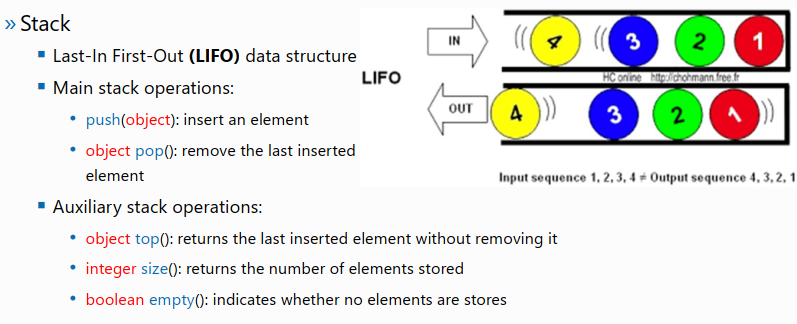 » Stack
▪ Last-In First-Out (LIFO) data structure
▪ Main stack operations:
• push(object): insert an element
• object pop(): remove the last inserted
element
▪ Auxiliary stack operations:
• object top(): returns the last inserted element without removing it
• integer size(): returns the number of elements stored
• boolean empty(): indicates whether no elements are stores
LIFO
IN
4 3 2 1
HC online http://chohmann.free.fr
OUT
4 3 2 1
Input sequence 1, 2, 3, 4 ≠ Output sequence 4, 3, 2, 1